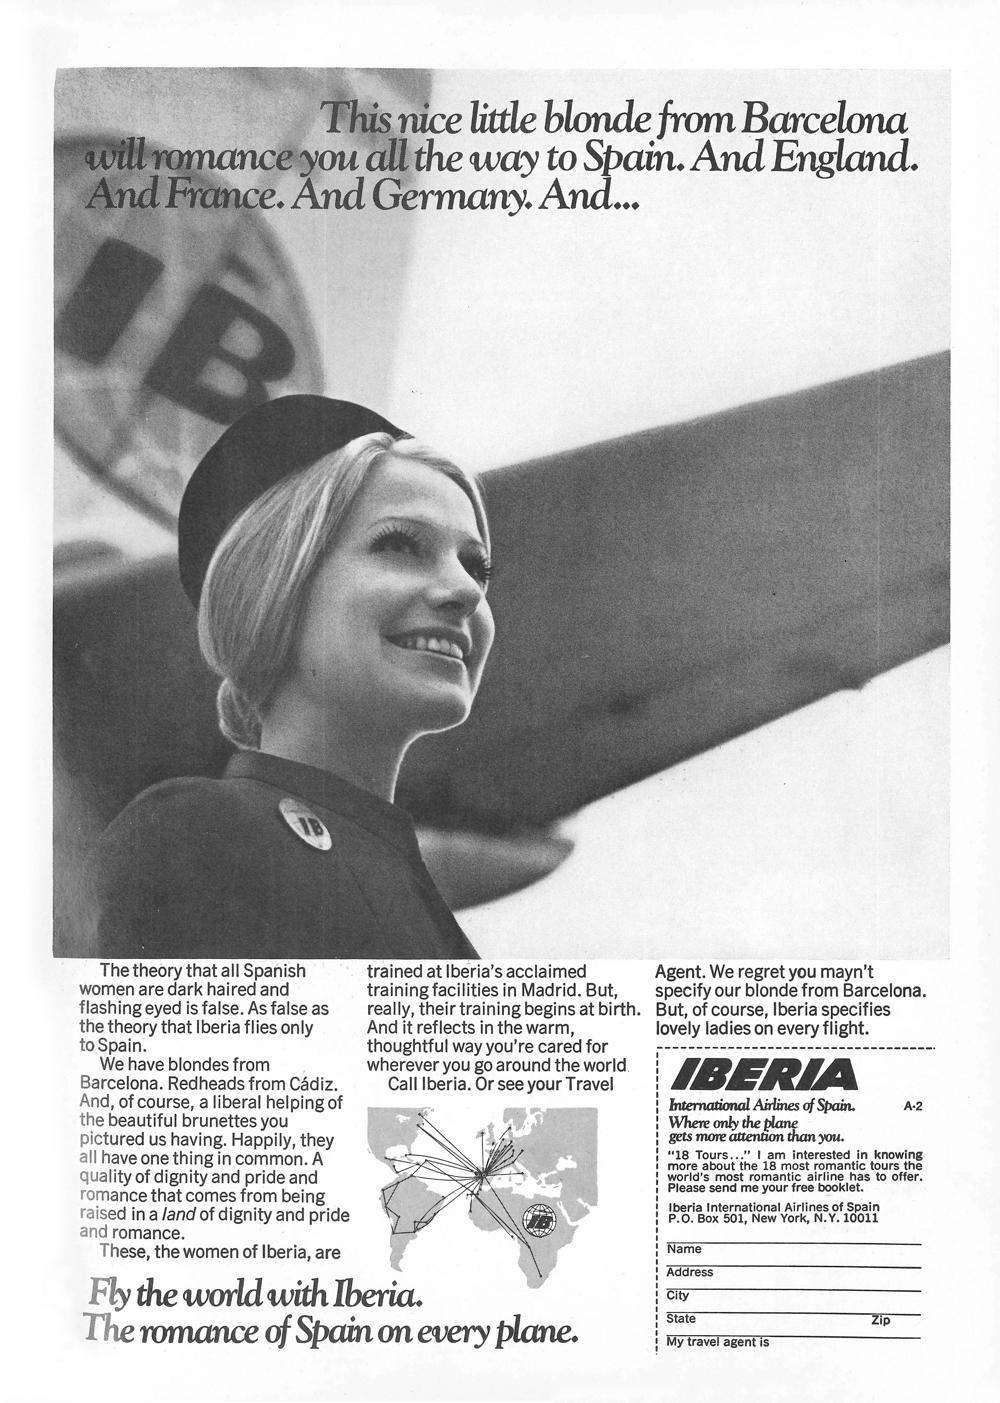 This nice little blonde from Barcelona
will romance you all the way to Spain. And England.
And France. And Germany. And...
IB
IB
The theory that all Spanish
women are dark haired and
flashing eyed is false. As false as
the theory that Iberia flies only
to Spain.
We have blondes from
Barcelona. Redheads from Cádiz.
And, of course, a liberal helping of
the beautiful brunettes you
pictured us having. Happily, they
all have one thing in common. A
quality of dignity and pride and
romance that comes from being
raised in a land of dignity and pride
and romance.
These, the women of Iberia, are
trained at Iberia's acclaimed
training facilities in Madrid. But,
really, their training begins at birth.
And it reflects in the warm,
thoughtful way you're cared for
wherever you go around the world.
Call Iberia. Or see your Travel
Agent. We regret you mayn't
specify our blonde from Barcelona.
But, of course, Iberia specifies
lovely ladies on every flight.
IB
Fly the world with Iberia.
The romance of Spain on every plane.
IBERIA
International Airlines of Spain. A-2
Where only the plane
gets more attention than you.
"18 Tours..." I am interested in knowing
more about the 18 most romantic tours the
world's most romantic airline has to offer.
Please send me your free booklet.
Iberia International Airlines of Spain
P.O. Box 501, New York, N.Y. 10011
Name
Address
City
State Zip
My travel agent is